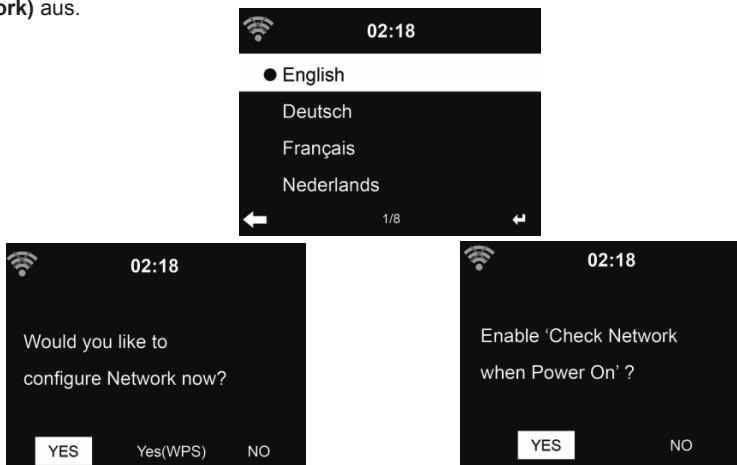 ork) aus.
02:18
English
Deutsch
Français
Nederlands
1/8
02:18
Would you like to
configure Network now?
YES Yes(WPS) NO
02:18
Enable ‘Check Network
when Power On’ ?
YES NO